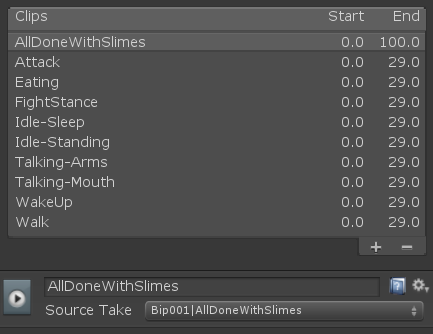 Clips Start End
AllDoneWithSlimes 0.0 100.0
Attack 0.0 29.0
Eating 0.0 29.0
FightStance 0.0 29.0
Idle-Sleep 0.0 29.0
Idle-Standing 0.0 29.0
Talking-Arms 0.0 29.0
Talking-Mouth 0.0 29.0
WakeUp 0.0 29.0
Walk 0.0 29.0
+ −
AllDoneWithSlimes
Source Take Bip001|AllDoneWithSlimes